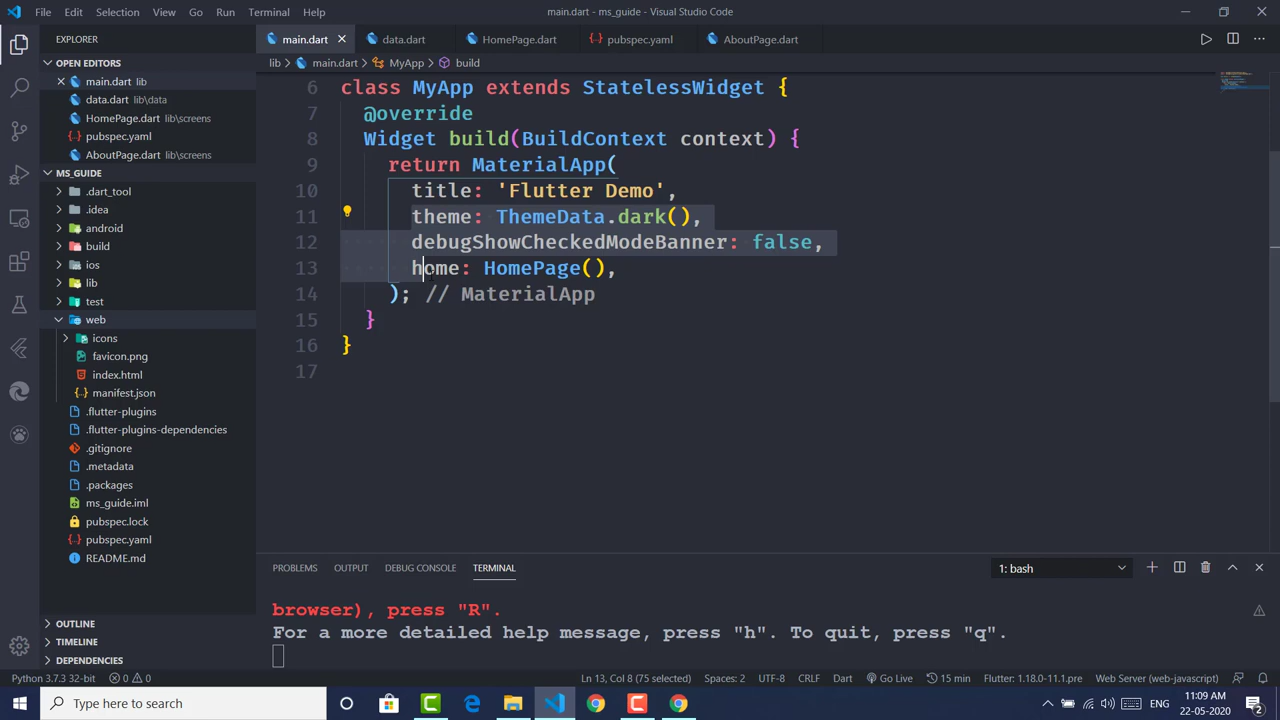 File Edit Selection View Go Run Terminal Help main.dart - ms_guide - Visual Studio Code
EXPLORER
OPEN EDITORS
main.dart lib
data.dart lib\data
HomePage.dart lib\screens
pubspec.yaml
AboutPage.dart lib\screens
MS_GUIDE
.dart_tool
.idea
android
build
ios
lib
test
web
icons
favicon.png
index.html
manifest.json
.flutter-plugins
.flutter-plugins-dependencies
.gitignore
.metadata
.packages
ms_guide.iml
pubspec.lock
pubspec.yaml
README.md
OUTLINE
TIMELINE
DEPENDENCIES
main.dart data.dart HomePage.dart pubspec.yaml AboutPage.dart
lib main.dart MyApp build
6 class MyApp extends StatelessWidget {
7 @override
8 Widget build(BuildContext context) {
9 return MaterialApp(
10 title: 'Flutter Demo',
11 theme: ThemeData.dark(),
12 debugShowCheckedModeBanner: false,
13 home: HomePage(),
14 ); // MaterialApp
15 }
16 }
17
PROBLEMS OUTPUT DEBUG CONSOLE TERMINAL 1: bash
browser), press "R".
For a more detailed help message, press "h". To quit, press "q".
Python 3.7.3 32-bit 0 0 Ln 13, Col 8 (75 selected) Spaces: 2 UTF-8 CRLF Dart Go Live 15 min Flutter: 1.18.0-11.1.pre Web Server (web-javascript)
Type here to search ENG 11:09 AM 22-05-2020 2